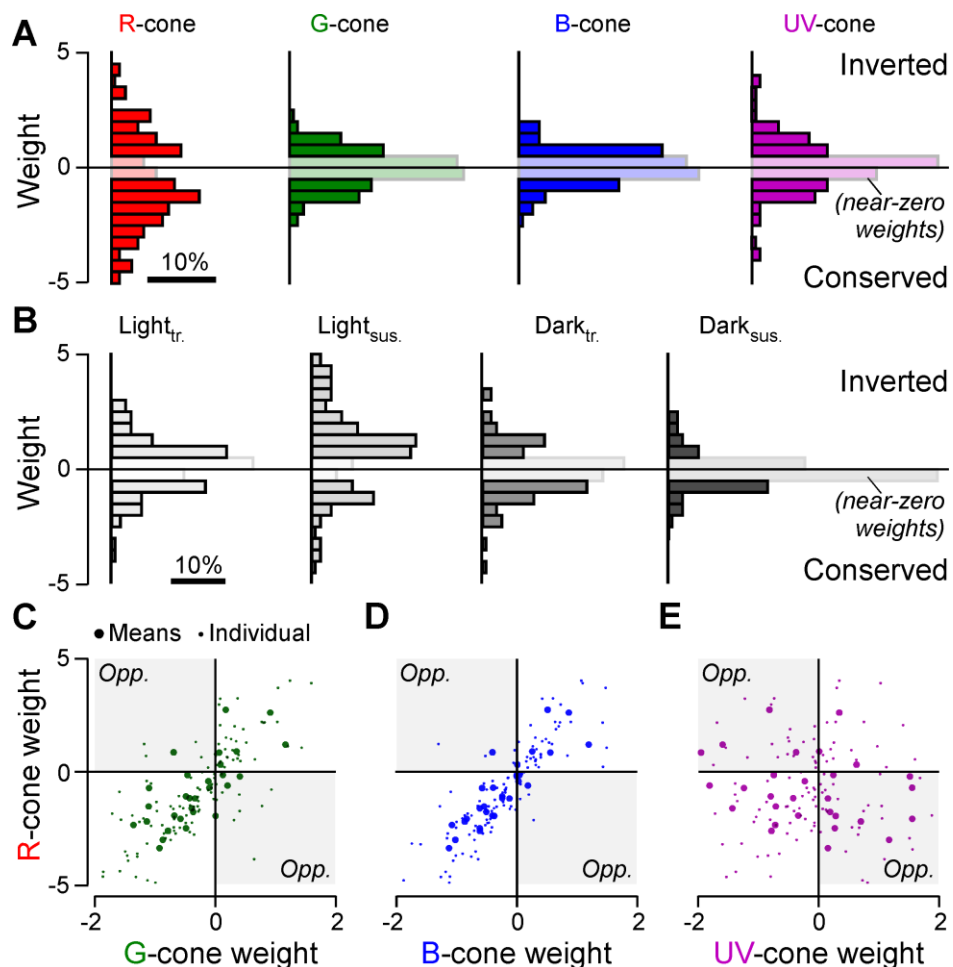 A
R-cone G-cone B-cone UV-cone
5
0
-5
Weight
Inverted
(near-zero
weights)
Conserved
10%
B
Light tr. Light sus. Dark tr. Dark sus.
5
0
-5
Weight
Inverted
(near-zero
weights)
Conserved
10%
C
Means Individual
D
E
5
0
-5
R-cone weight
Opp.
Opp.
-2 0 2
G-cone weight
Opp.
Opp.
-2 0 2
B-cone weight
Opp.
Opp.
-2 0 2
UV-cone weight